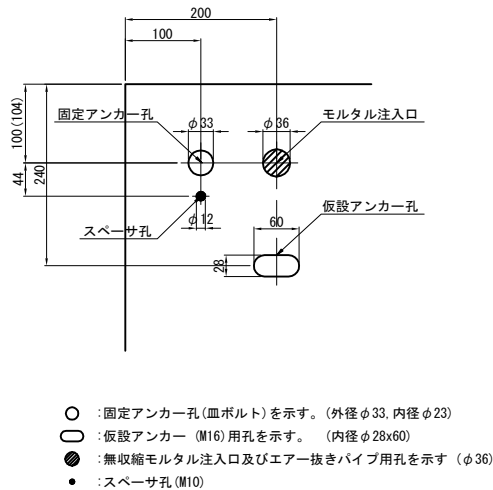 200
100
固定アンカー孔
φ33
φ36
モルタル注入口
100(104)
240
44
φ12
スペーサ孔
60
仮設アンカー孔
28
:固定アンカー孔(皿ボルト)を示す。(外径φ33,内径φ23)
:仮設アンカー (M16)用孔を示す。 (内径φ28x60)
:無収縮モルタル注入口及びエアー抜きパイプ用孔を示す(φ36)
:スペーサ孔(M10)